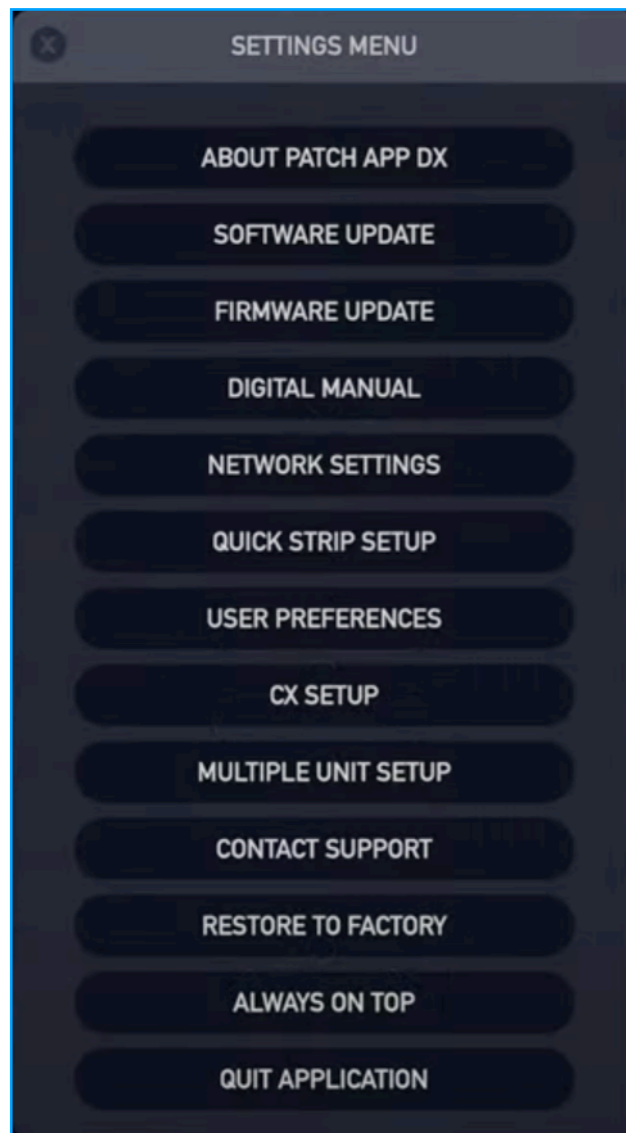 SETTINGS MENU
ABOUT PATCH APP DX
SOFTWARE UPDATE
FIRMWARE UPDATE
DIGITAL MANUAL
NETWORK SETTINGS
QUICK STRIP SETUP
USER PREFERENCES
CX SETUP
MULTIPLE UNIT SETUP
CONTACT SUPPORT
RESTORE TO FACTORY
ALWAYS ON TOP
QUIT APPLICATION